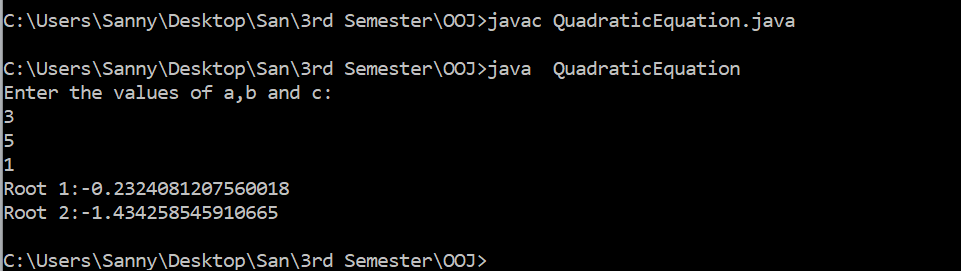 C:\Users\Sanny\Desktop\San\3rd Semester\OOJ>javac QuadraticEquation.java
C:\Users\Sanny\Desktop\San\3rd Semester\OOJ>java  QuadraticEquation
Enter the values of a,b and c:
3
5
1
Root 1:-0.2324081207560018
Root 2:-1.434258545910665
C:\Users\Sanny\Desktop\San\3rd Semester\OOJ>